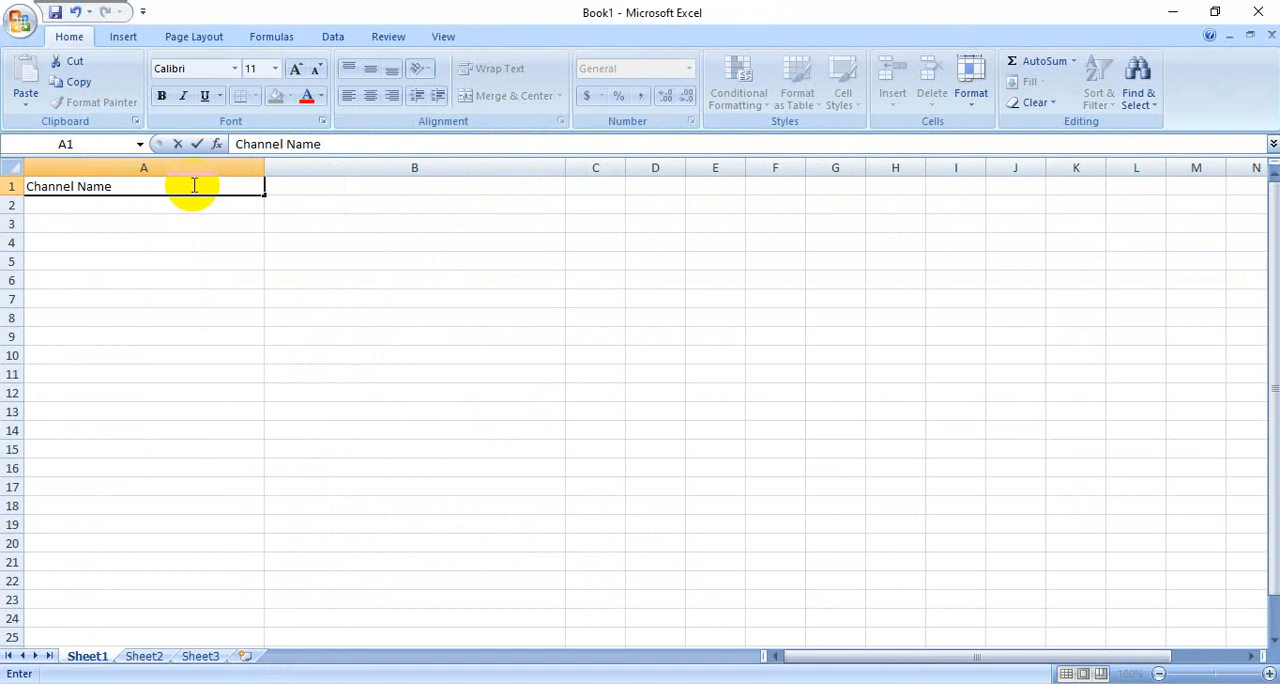 Book1 - Microsoft Excel
Home Insert Page Layout Formulas Data Review View
Paste
Cut
Copy
Format Painter
Clipboard
Calibri 11 A A
B I U A
Font
Wrap Text
Merge & Center
Alignment
General
$ % ,
Number
Conditional Formatting
Format as Table
Cell Styles
Styles
Insert Delete Format
Cells
Σ AutoSum
Fill
Clear
Sort & Filter
Find & Select
Editing
A1 fx Channel Name
A B C D E F G H I J K L M N
1 Channel Name
2
3
4
5
6
7
8
9
10
11
12
13
14
15
16
17
18
19
20
21
22
23
24
25
Sheet1 Sheet2 Sheet3
Enter 100%